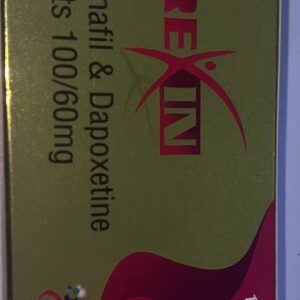 REXIN
nafil & Dapoxetine
ts 100/60mg